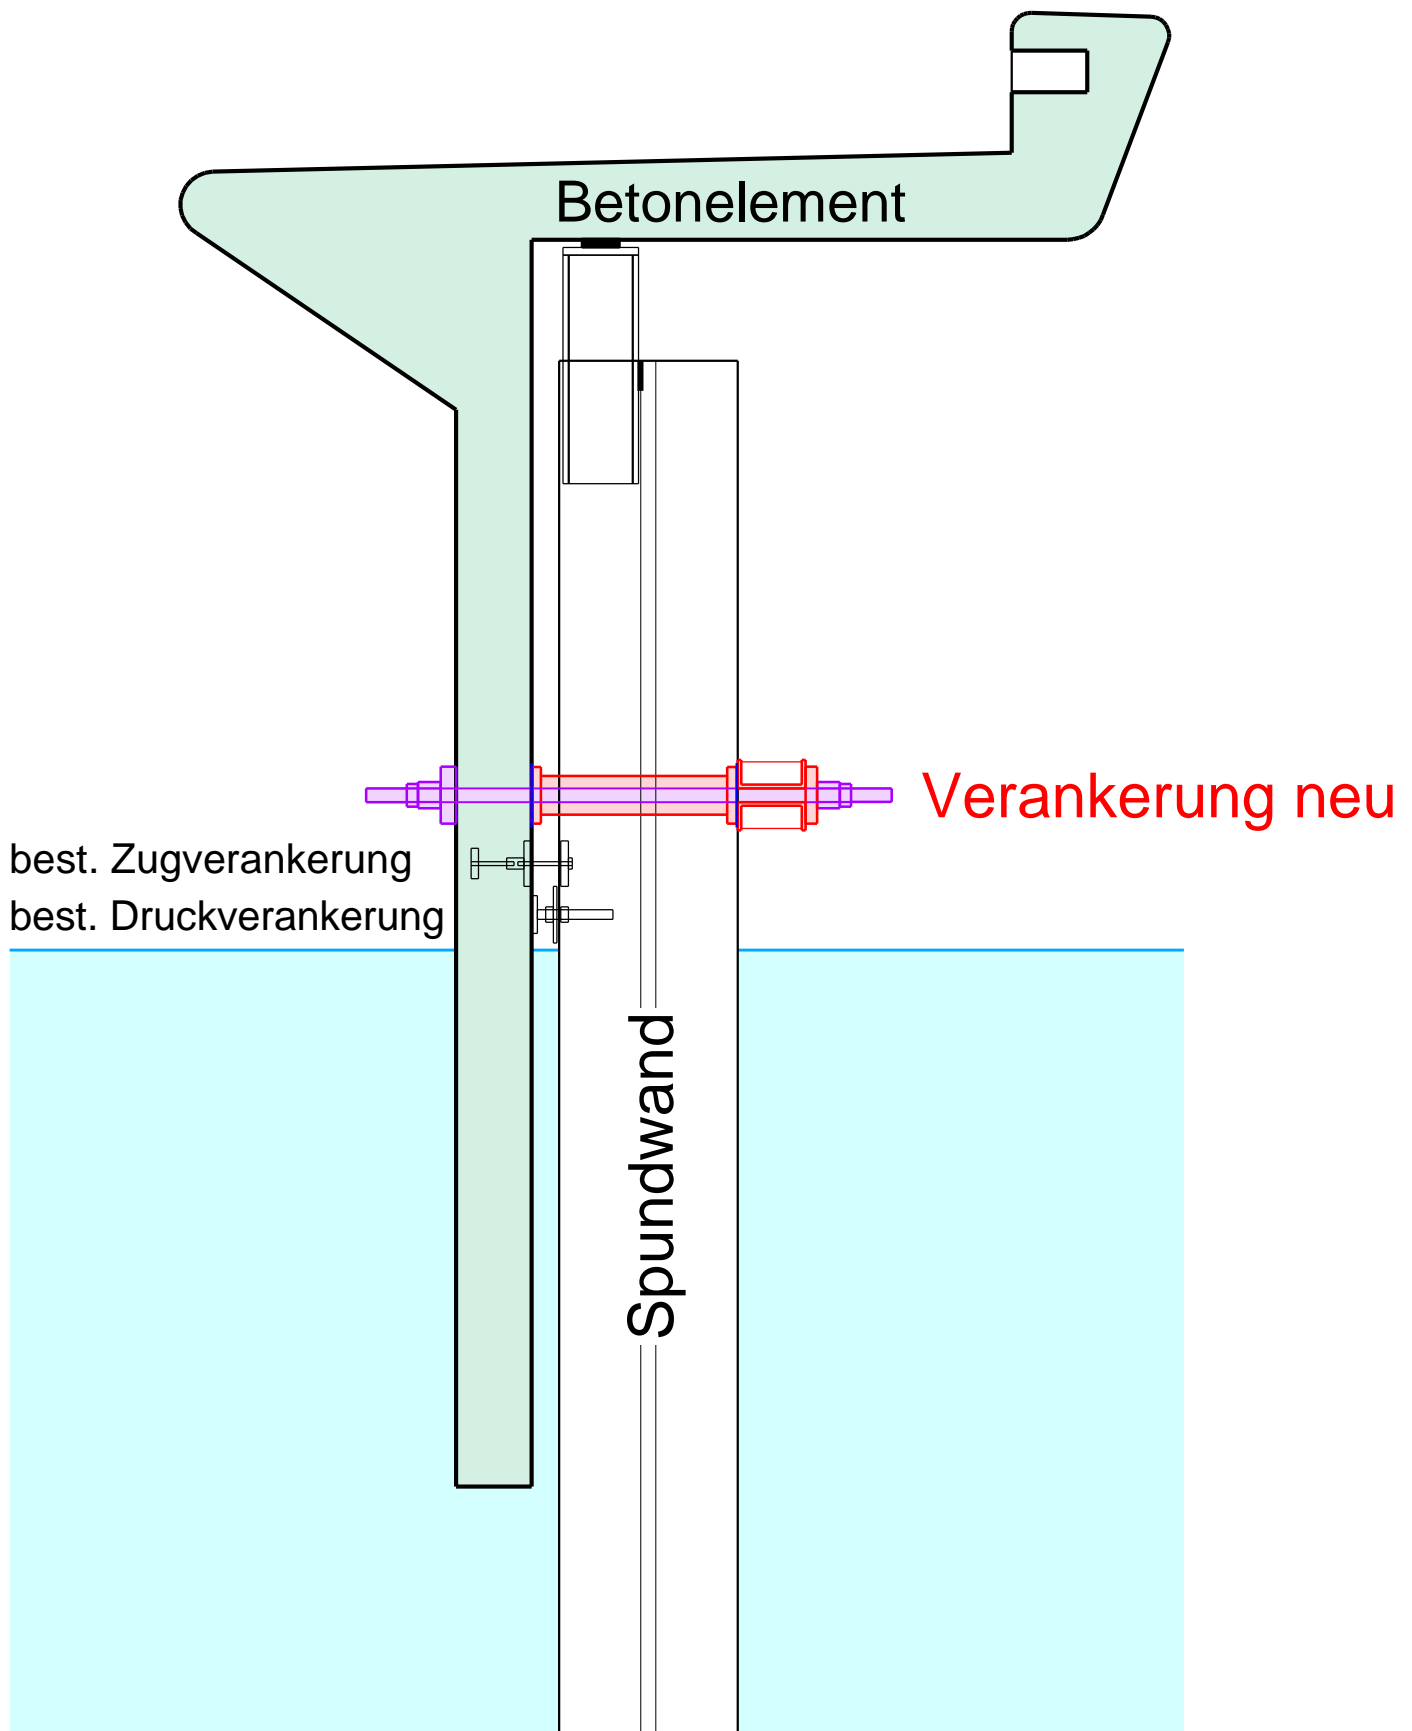 Betonelement
Verankerung neu
best. Zugverankerung
best. Druckverankerung
Spundwand